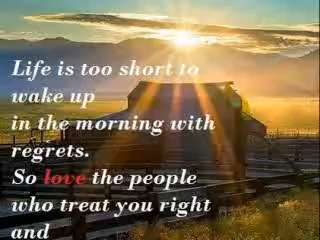 Life is too short to
wake up
in the morning with
regrets.
So love the people
who treat you right
and